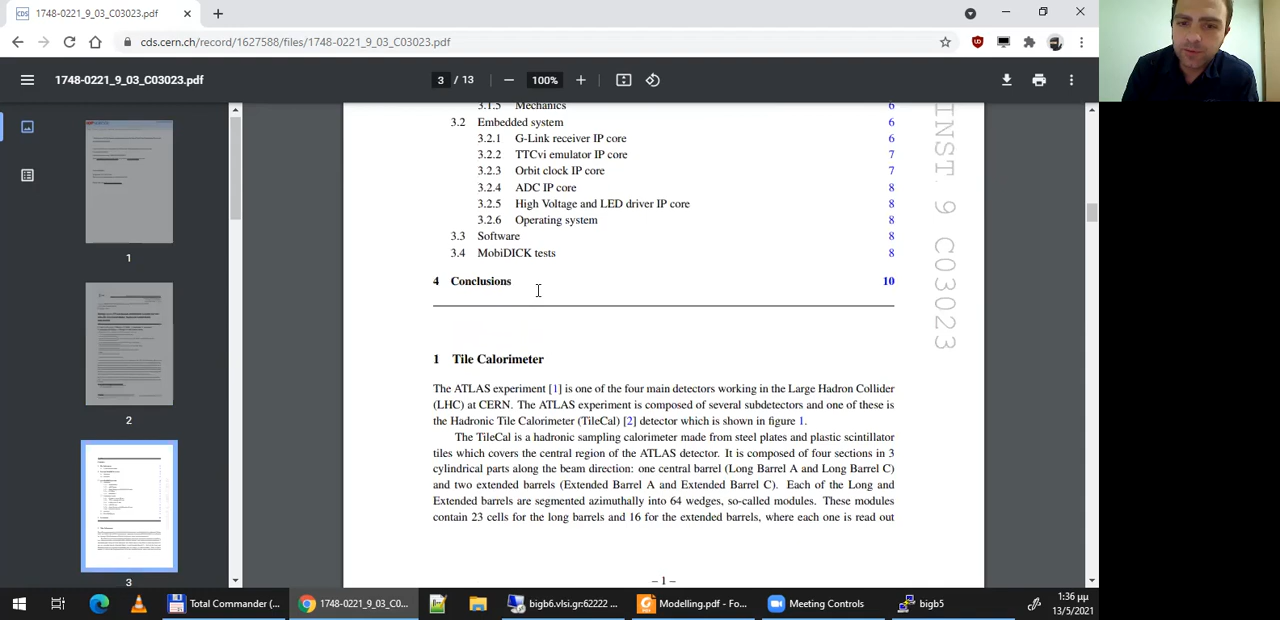 1748-0221_9_03_C03023.pdf
cds.cern.ch/record/1627588/files/1748-0221_9_03_C03023.pdf
1748-0221_9_03_C03023.pdf
3 / 13
100%
3.1.5 Mechanics 6
3.2 Embedded system 6
3.2.1 G-Link receiver IP core 6
3.2.2 TTCvi emulator IP core 7
3.2.3 Orbit clock IP core 7
3.2.4 ADC IP core 8
3.2.5 High Voltage and LED driver IP core 8
3.2.6 Operating system 8
3.3 Software 8
3.4 MobiDICK tests 8
4 Conclusions 10
INST. 9 C03023
1 Tile Calorimeter
The ATLAS experiment [1] is one of the four main detectors working in the Large Hadron Collider
(LHC) at CERN. The ATLAS experiment is composed of several subdetectors and one of these is
the Hadronic Tile Calorimeter (TileCal) [2] detector which is shown in figure 1.
The TileCal is a hadronic sampling calorimeter made from steel plates and plastic scintillator
tiles which covers the central region of the ATLAS detector. It is composed of four sections in 3
cylindrical parts along the beam direction: one central barrel (Long Barrel A and Long Barrel C)
and two extended barrels (Extended Barrel A and Extended Barrel C). Each of the Long and
Extended barrels are segmented azimuthally into 64 wedges, so-called modules. These modules
contain 23 cells for the long barrels and 16 for the extended barrels, where each one is read out
– 1 –
1
2
3
Total Commander (...
1748-0221_9_03_C0...
bigb6.vlsi.gr:62222 ...
Modelling.pdf - Fo...
Meeting Controls
bigb5
1:36 μμ
13/5/2021